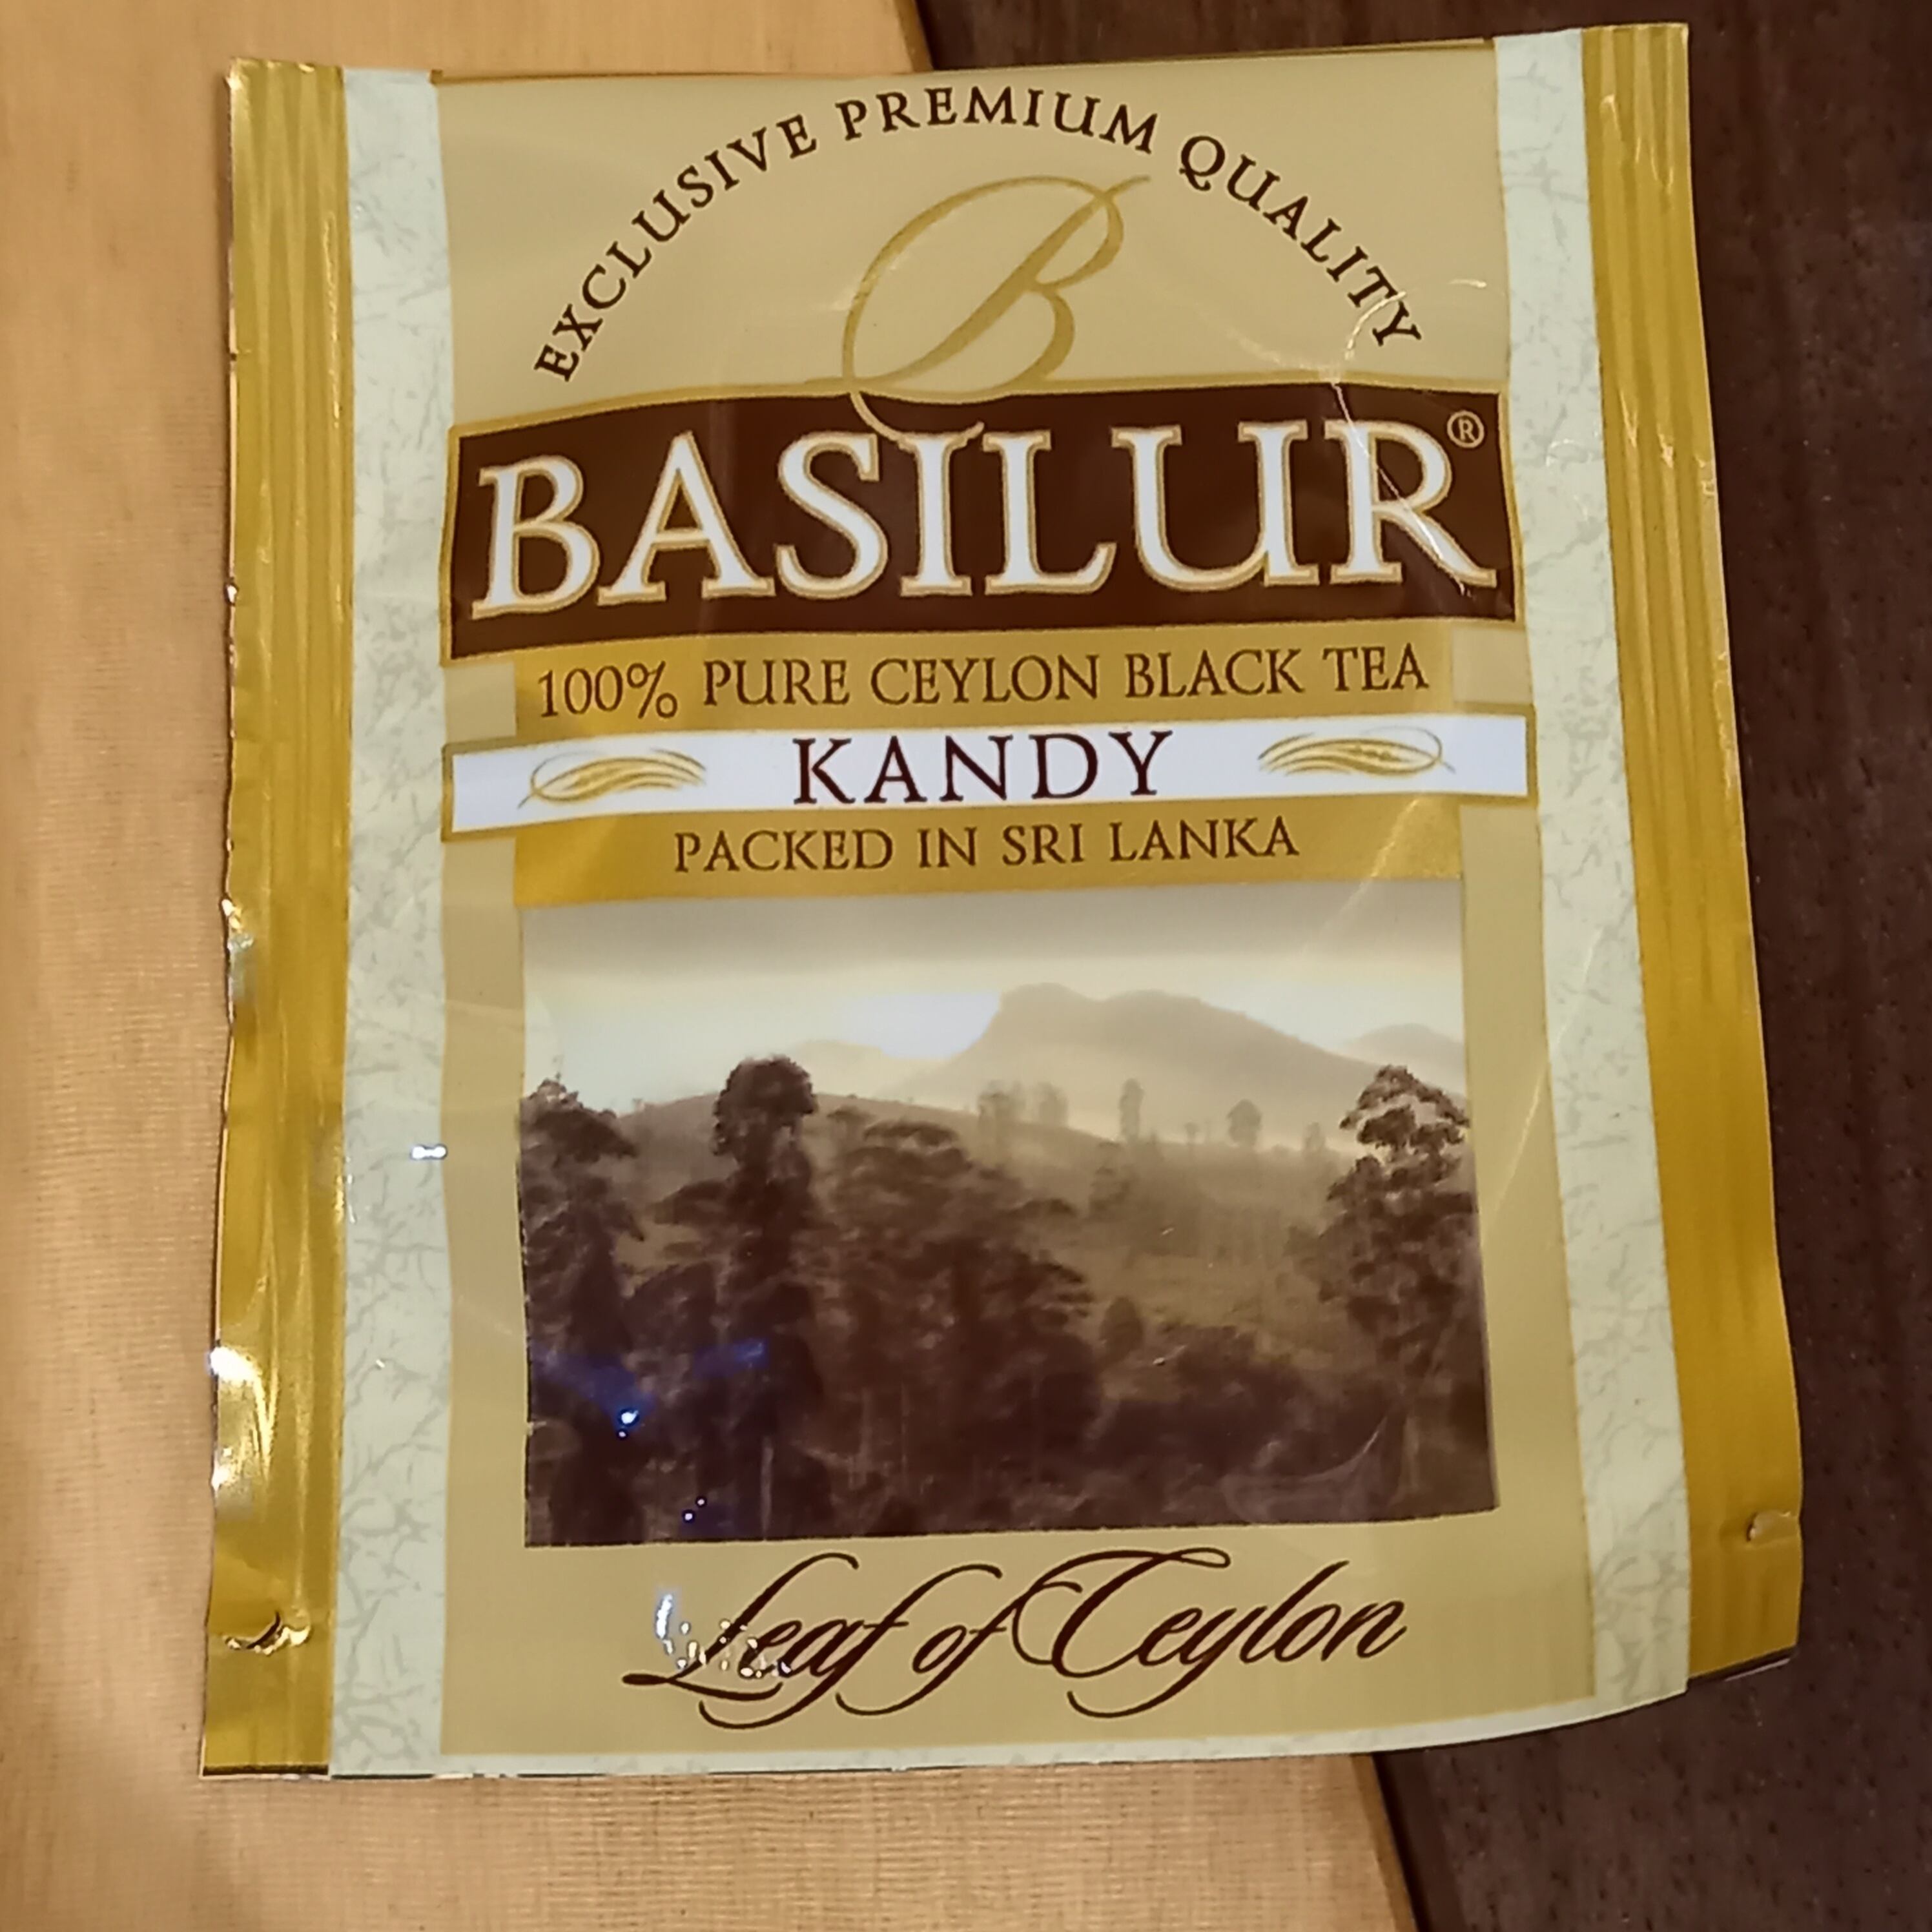 EXCLUSIVE PREMIUM QUALITY
B
BASILUR®
100% PURE CEYLON BLACK TEA
KANDY
PACKED IN SRI LANKA
Leaf of Ceylon